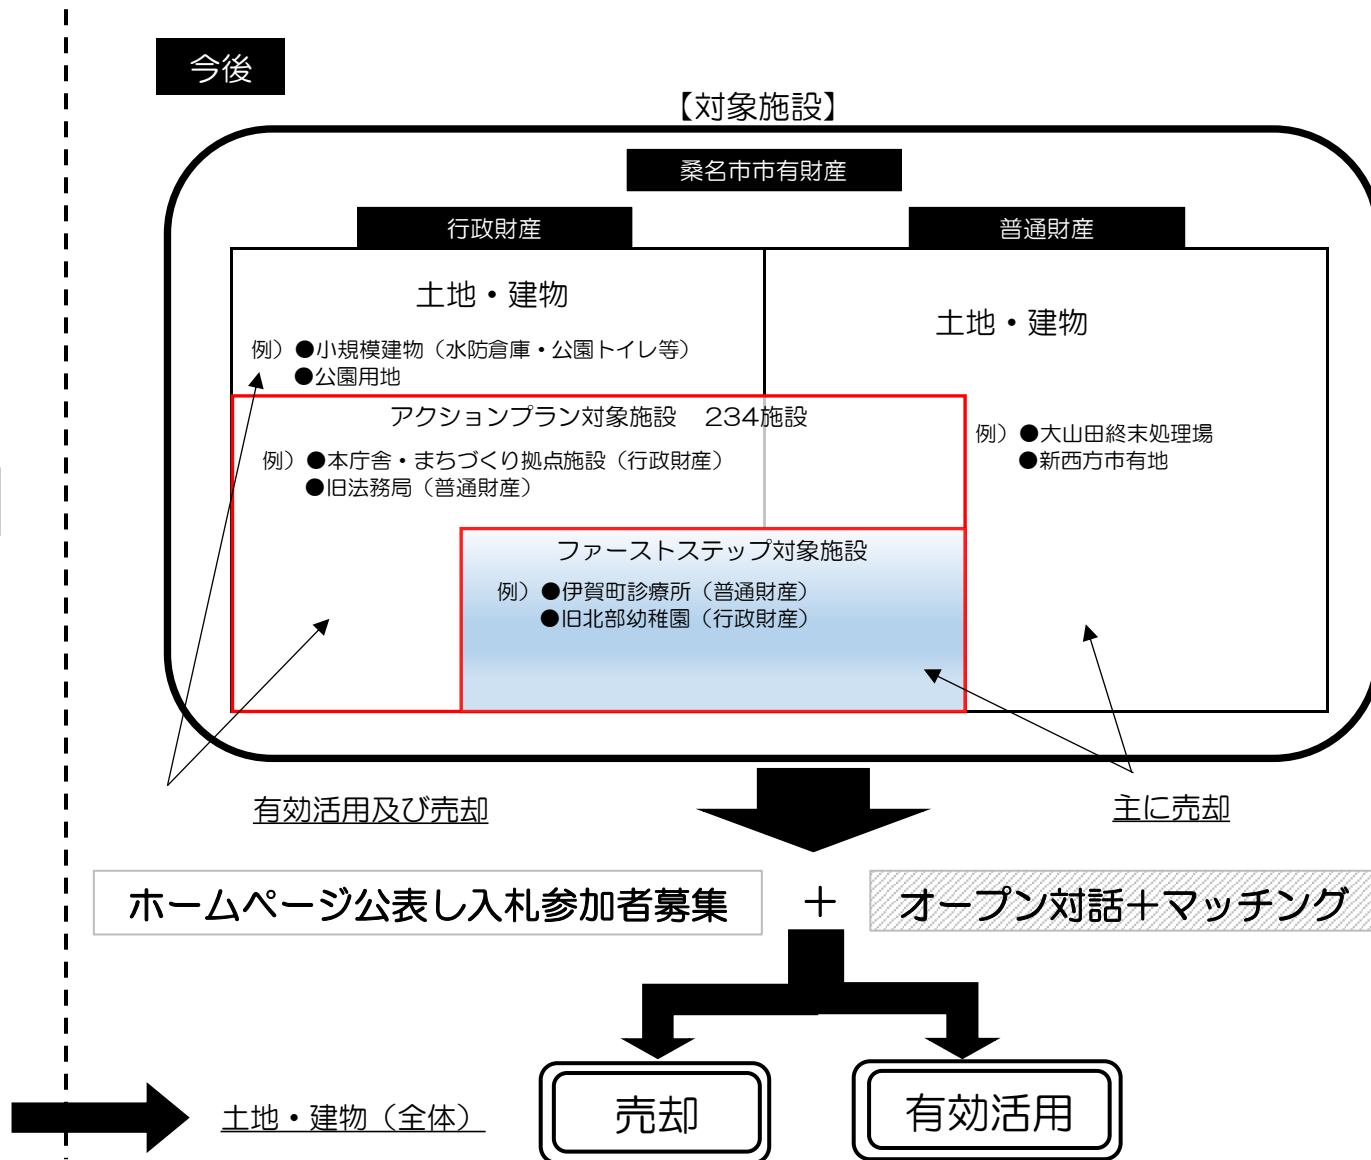 今後
【対象施設】
桑名市市有財産
行政財産
普通財産
土地・建物
例）●小規模建物（水防倉庫・公園トイレ等）
●公園用地
土地・建物
例）●大山田終末処理場
●新西方市有地
アクションプラン対象施設　234施設
例）●本庁舎・まちづくり拠点施設（行政財産）
●旧法務局（普通財産）
ファーストステップ対象施設
例）●伊賀町診療所（普通財産）
●旧北部幼稚園（行政財産）
有効活用及び売却
主に売却
ホームページ公表し入札参加者募集
＋
オープン対話＋マッチング
土地・建物（全体）
売却
有効活用